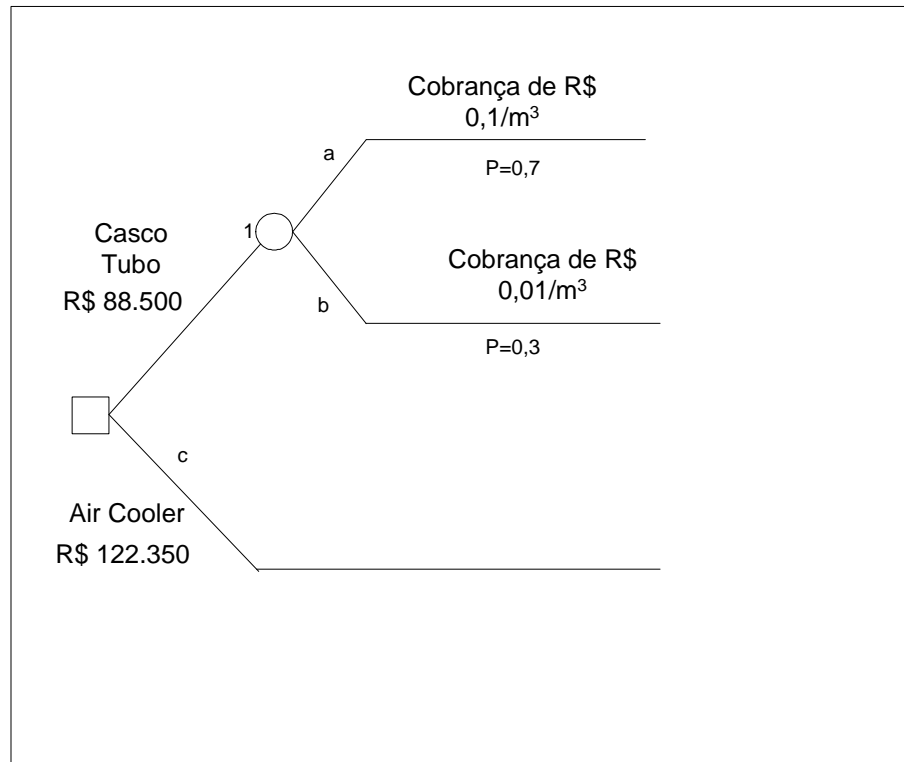 Cobrança de R$
0,1/m³
a
P=0,7
1
Casco
Tubo
R$ 88.500
Cobrança de R$
0,01/m³
b
P=0,3
c
Air Cooler
R$ 122.350